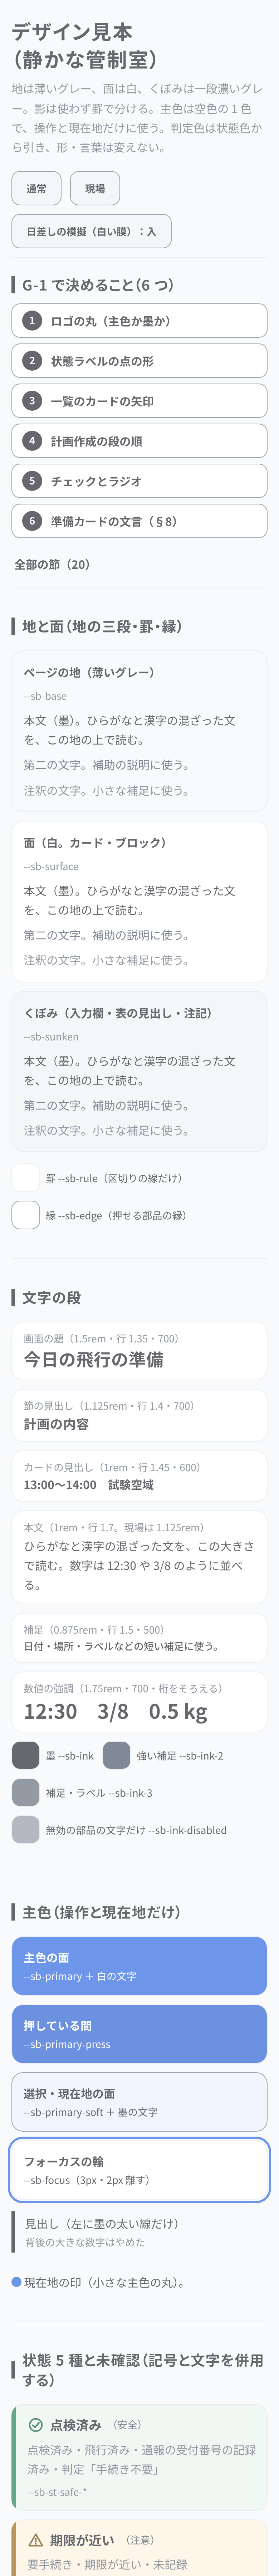 デザイン見本
（静かな管制室）
地は薄いグレー、面は白、くぼみは一段濃いグレ
ー。影は使わず罫で分ける。主色は空色の 1 色
で、操作と現在地だけに使う。判定色は状態色か
ら引き、形・言葉は変えない。
通常
現場
日差しの模擬（白い膜）：入
G-1 で決めること（6 つ）
1 ロゴの丸（主色か墨か）
2 状態ラベルの点の形
3 一覧のカードの矢印
4 計画作成の段の順
5 チェックとラジオ
6 準備カードの文言（§8）
全部の節（20）
地と面（地の三段・罫・縁）
ページの地（薄いグレー）
--sb-base
本文（墨）。ひらがなと漢字の混ざった文
を、この地の上で読む。
第二の文字。補助の説明に使う。
注釈の文字。小さな補足に使う。
面（白。カード・ブロック）
--sb-surface
本文（墨）。ひらがなと漢字の混ざった文
を、この地の上で読む。
第二の文字。補助の説明に使う。
注釈の文字。小さな補足に使う。
くぼみ（入力欄・表の見出し・注記）
--sb-sunken
本文（墨）。ひらがなと漢字の混ざった文
を、この地の上で読む。
第二の文字。補助の説明に使う。
注釈の文字。小さな補足に使う。
罫 --sb-rule（区切りの線だけ）
縁 --sb-edge（押せる部品の縁）
文字の段
画面の題（1.5rem・行 1.35・700）
今日の飛行の準備
節の見出し（1.125rem・行 1.4・700）
計画の内容
カードの見出し（1rem・行 1.45・600）
13:00〜14:00　試験空域
本文（1rem・行 1.7。現場は 1.125rem）
ひらがなと漢字の混ざった文を、この大きさ
で読む。数字は 12:30 や 3/8 のように並べ
る。
補足（0.875rem・行 1.5・500）
日付・場所・ラベルなどの短い補足に使う。
数値の強調（1.75rem・700・桁をそろえる）
12:30　3/8　0.5 kg
墨 --sb-ink
強い補足 --sb-ink-2
補足・ラベル --sb-ink-3
無効の部品の文字だけ --sb-ink-disabled
主色（操作と現在地だけ）
主色の面
--sb-primary ＋ 白の文字
押している間
--sb-primary-press
選択・現在地の面
--sb-primary-soft ＋ 墨の文字
フォーカスの輪
--sb-focus（3px・2px 離す）
見出し（左に墨の太い線だけ）
背後の大きな数字はやめた
現在地の印（小さな主色の丸）。
状態 5 種と未確認（記号と文字を併用
する）
点検済み（安全）
点検済み・飛行済み・通報の受付番号の記録
済み・判定「手続き不要」
--sb-st-safe-*
期限が近い（注意）
要手続き・期限が近い・未記録